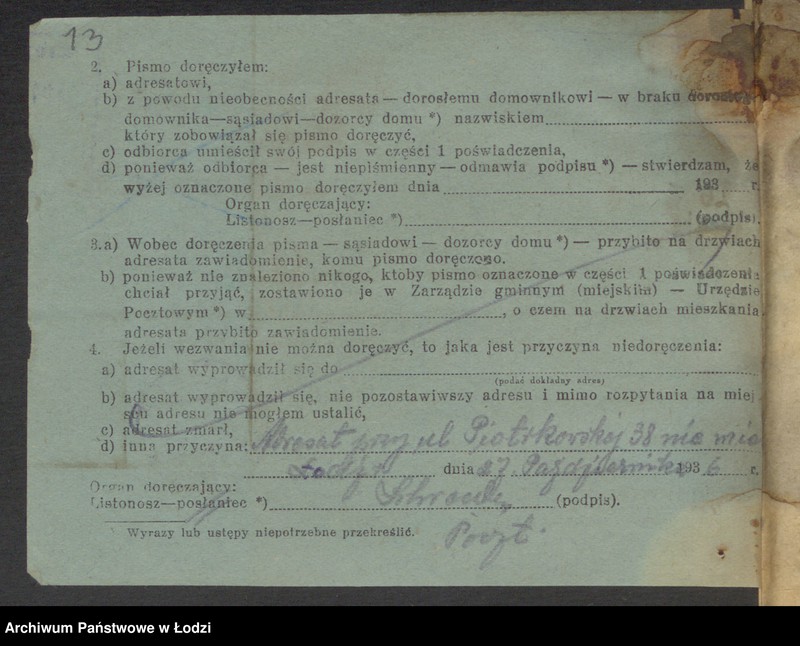 13
2. Pismo doręczyłem:
a) adresatowi,
b) z powodu nieobecności adresata — dorosłemu domownikowi — w braku dorosłego
domownika—sąsiadowi—dozorcy domu *) nazwiskiem
który zobowiązał się pismo doręczyć,
c) odbiorca umieścił swój podpis w części 1 poświadczenia,
d) ponieważ odbiorca — jest niepiśmienny — odmawia podpisu *) — stwierdzam, że
wyżej oznaczone pismo doręczyłem dnia 193 r.
Organ doręczający:
Listonosz—posłaniec *) (podpis).
3. a) Wobec doręczenia pisma — sąsiadowi — dozorcy domu *) — przybito na drzwiach
adresata zawiadomienie, komu pismo doręczono.
b) ponieważ nie znaleziono nikogo, ktoby pismo oznaczone w części 1 poświadczenia
chciał przyjąć, zostawiono je w Zarządzie gminnym (miejskim) — Urzędzie
Pocztowym *) w , o czem na drzwiach mieszkania
adresata przybito zawiadomienie.
4. Jeżeli wezwania nie można doręczyć, to jaka jest przyczyna niedoręczenia:
a) adresat wyprowadził się do
(podać dokładny adres)
b) adresat wyprowadził się, nie pozostawiwszy adresu i mimo rozpytania na miej
scu adresu nie mogłem ustalić,
c) adresat zmarł,
d) inna przyczyna: Adresat przy ul Piotrkowskiej 38 nie
dnia 27 Października 1936 r.
Organ doręczający:
Listonosz—posłaniec *) (podpis).
Wyrazy lub ustępy niepotrzebne przekreślić.
Poczt.
Archiwum Państwowe w Łodzi